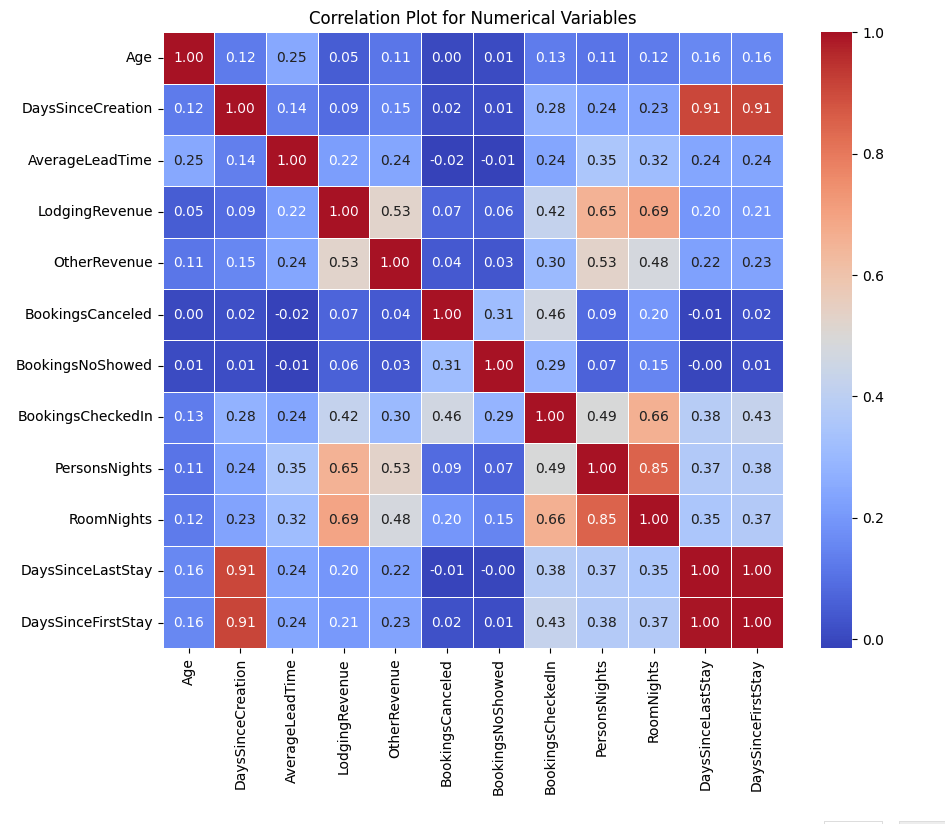 Correlation Plot for Numerical Variables
Age 1.00 0.12 0.25 0.05 0.11 0.00 0.01 0.13 0.11 0.12 0.16 0.16
DaysSinceCreation 0.12 1.00 0.14 0.09 0.15 0.02 0.01 0.28 0.24 0.23 0.91 0.91
AverageLeadTime 0.25 0.14 1.00 0.22 0.24 -0.02 -0.01 0.24 0.35 0.32 0.24 0.24
LodgingRevenue 0.05 0.09 0.22 1.00 0.53 0.07 0.06 0.42 0.65 0.69 0.20 0.21
OtherRevenue 0.11 0.15 0.24 0.53 1.00 0.04 0.03 0.30 0.53 0.48 0.22 0.23
BookingsCanceled 0.00 0.02 -0.02 0.07 0.04 1.00 0.31 0.46 0.09 0.20 -0.01 0.02
BookingsNoShowed 0.01 0.01 -0.01 0.06 0.03 0.31 1.00 0.29 0.07 0.15 -0.00 0.01
BookingsCheckedIn 0.13 0.28 0.24 0.42 0.30 0.46 0.29 1.00 0.49 0.66 0.38 0.43
PersonsNights 0.11 0.24 0.35 0.65 0.53 0.09 0.07 0.49 1.00 0.85 0.37 0.38
RoomNights 0.12 0.23 0.32 0.69 0.48 0.20 0.15 0.66 0.85 1.00 0.35 0.37
DaysSinceLastStay 0.16 0.91 0.24 0.20 0.22 -0.01 -0.00 0.38 0.37 0.35 1.00 1.00
DaysSinceFirstStay 0.16 0.91 0.24 0.21 0.23 0.02 0.01 0.43 0.38 0.37 1.00 1.00
Age
DaysSinceCreation
AverageLeadTime
LodgingRevenue
OtherRevenue
BookingsCanceled
BookingsNoShowed
BookingsCheckedIn
PersonsNights
RoomNights
DaysSinceLastStay
DaysSinceFirstStay
1.0
0.8
0.6
0.4
0.2
0.0